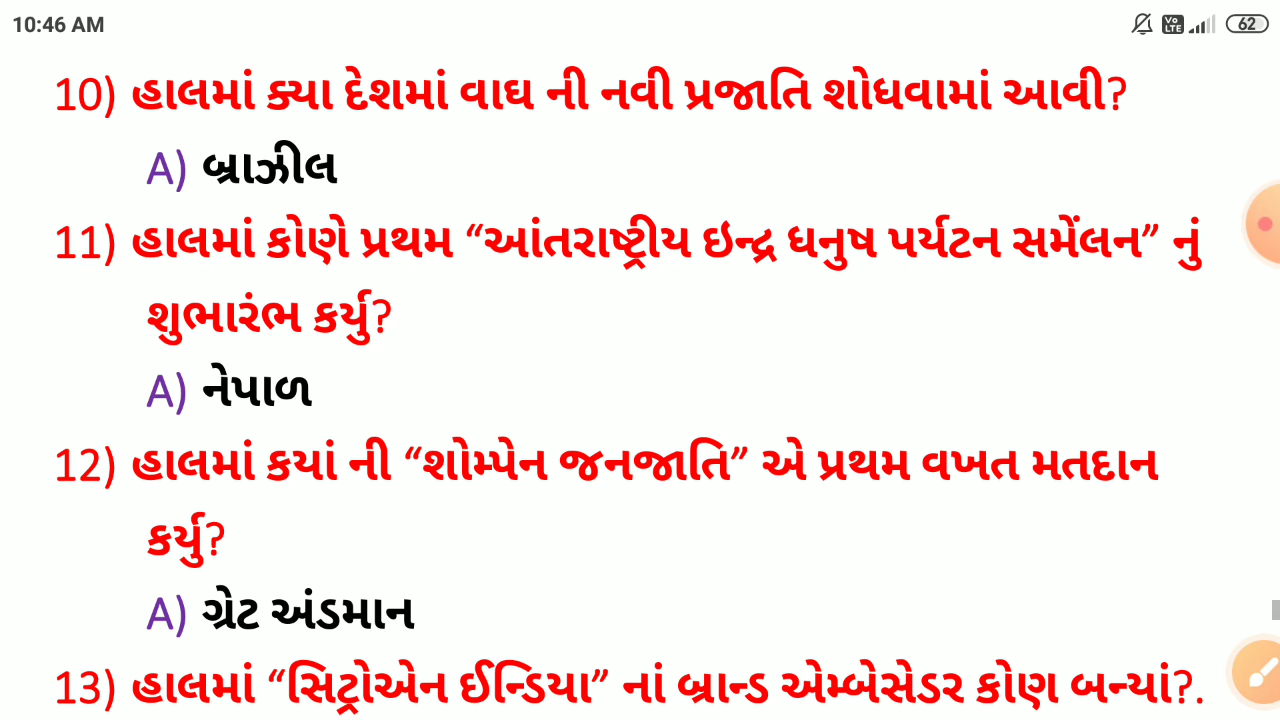 10:46 AM
Vo LTE 62
10) હાલમાં ક્યા દેશમાં વાઘ ની નવી પ્રજાતિ શોધવામાં આવી?
A) બ્રાઝીલ
11) હાલમાં કોણે પ્રથમ “આંતરાષ્ટ્રીય ઇન્દ્ર ધનુષ પર્યટન સમેંલન” નું
શુભારંભ કર્યુ?
A) નેપાળ
12) હાલમાં કયાં ની “શોમ્પેન જનજાતિ” એ પ્રથમ વખત મતદાન
કર્યુ?
A) ગ્રેટ અંડમાન
13) હાલમાં “સિટ્રોએન ઈન્ડિયા” નાં બ્રાન્ડ એમ્બેસેડર કોણ બન્યાં?.